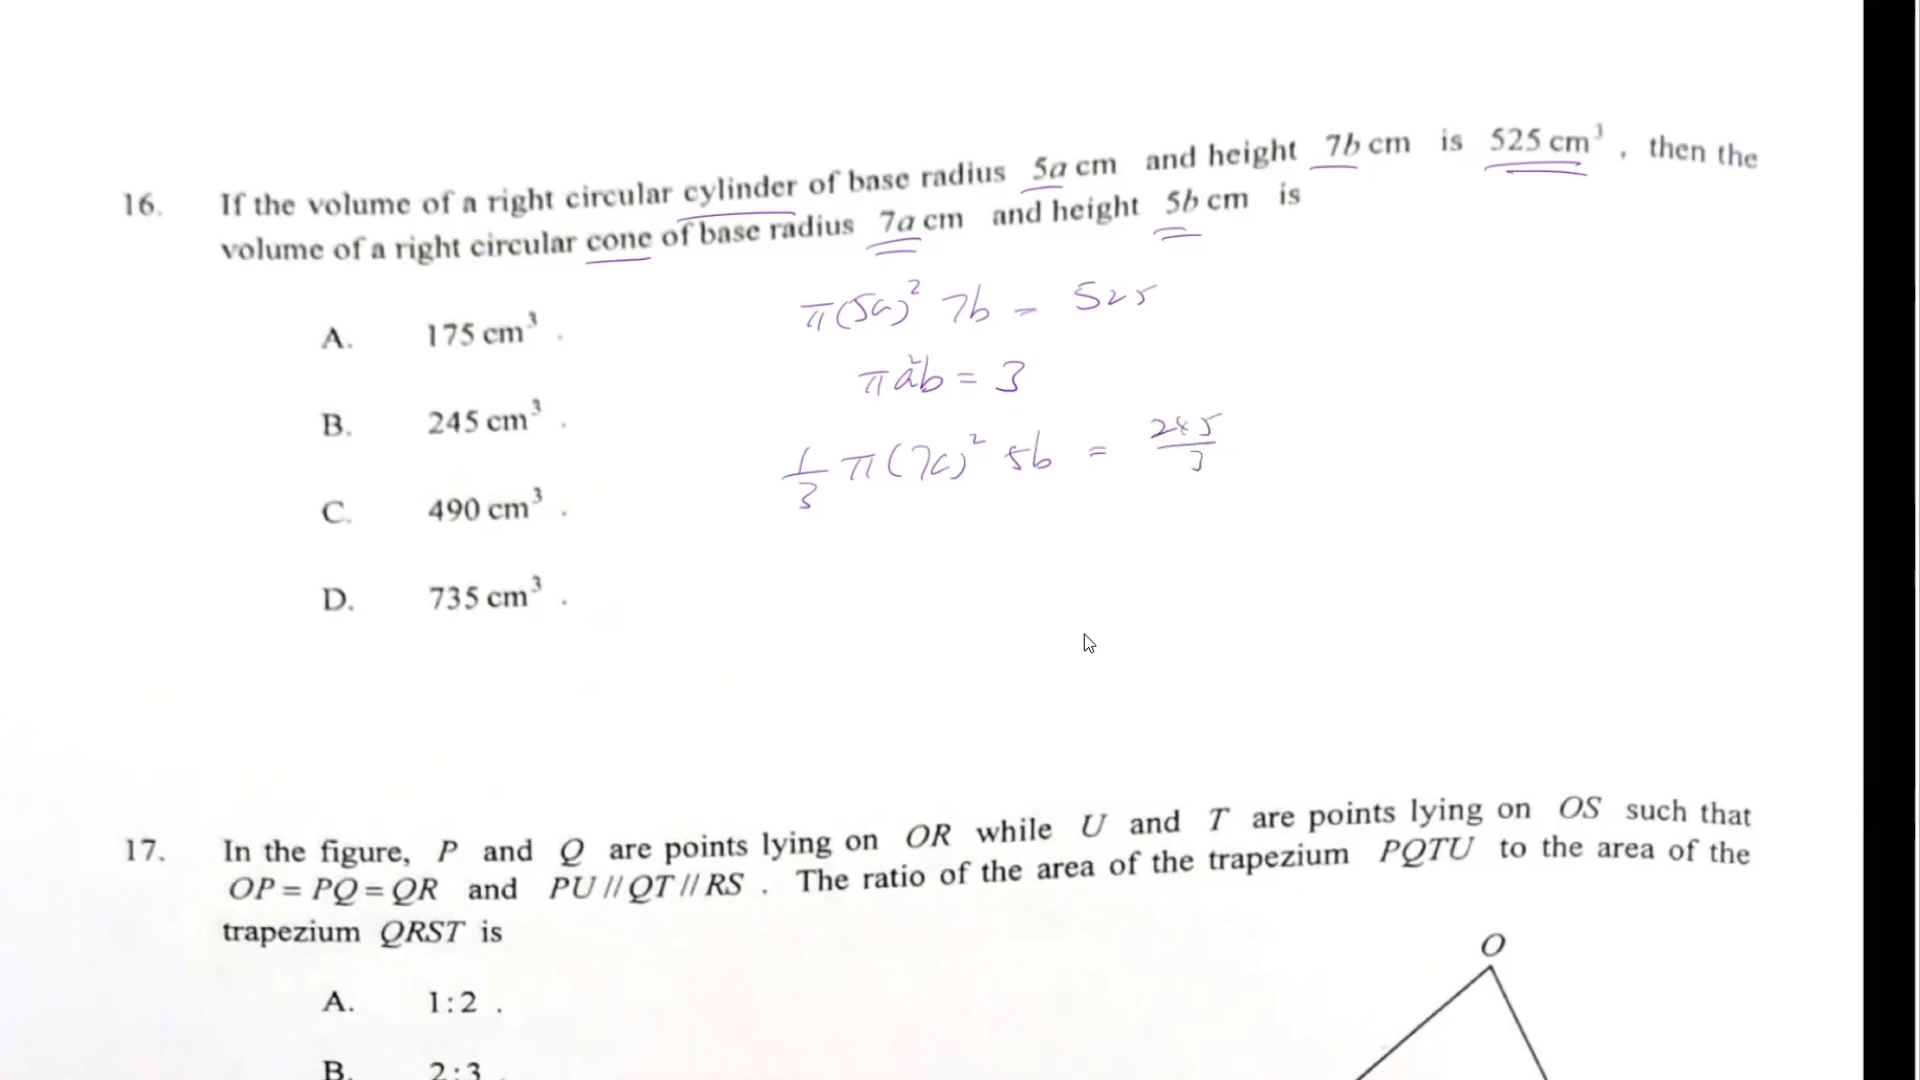 16. If the volume of a right circular cylinder of base radius 5a cm and height 7b cm is 525 cm³ , then the
volume of a right circular cone of base radius 7a cm and height 5b cm is
A. 175 cm³ .
B. 245 cm³ .
C. 490 cm³ .
D. 735 cm³ .
π(5a)² 7b = 525
πa²b = 3
1/3 π(7a)² 5b = 245/3
17. In the figure, P and Q are points lying on OR while U and T are points lying on OS such that
OP = PQ = QR and PU // QT // RS . The ratio of the area of the trapezium PQTU to the area of the
trapezium QRST is
O
A. 1 : 2 .
B. 2 : 3 .